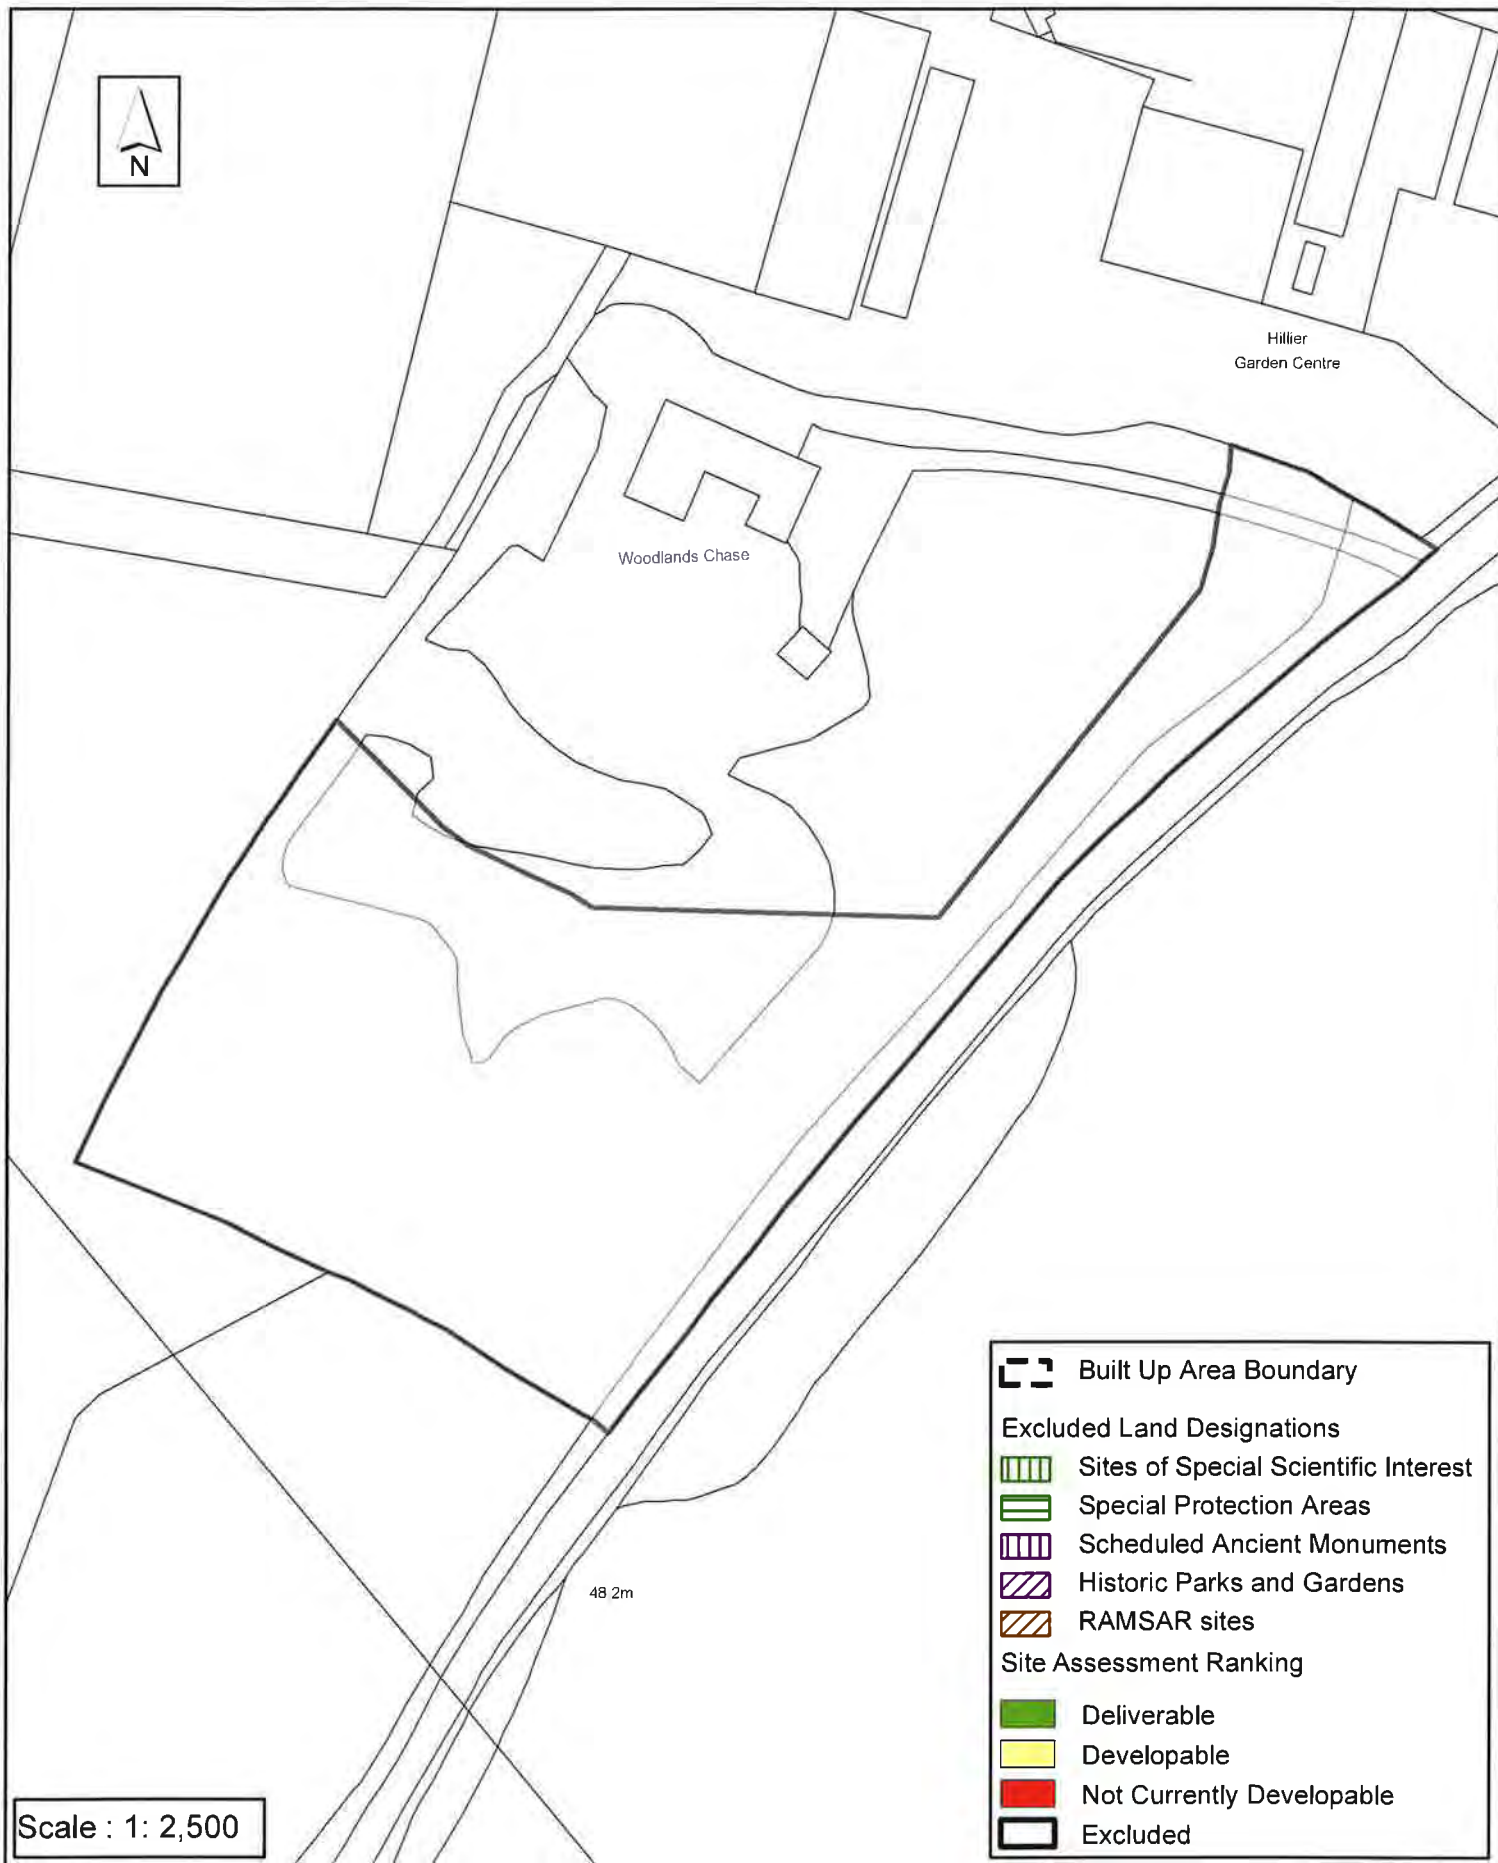 N
Hillier
Garden Centre
Woodlands Chase
48.2m
Built Up Area Boundary
Excluded Land Designations
Sites of Special Scientific Interest
Special Protection Areas
Scheduled Ancient Monuments
Historic Parks and Gardens
RAMSAR sites
Site Assessment Ranking
Deliverable
Developable
Not Currently Developable
Excluded
Scale : 1: 2,500